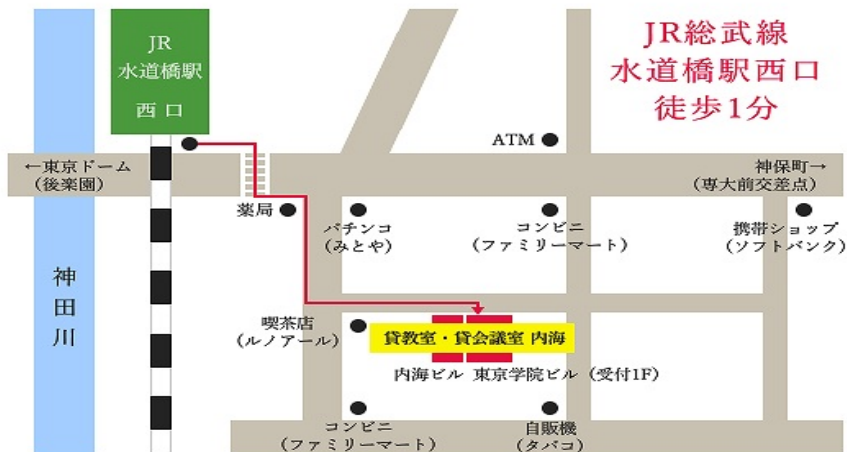 JR
水道橋駅
西口
JR総武線
水道橋駅西口
徒歩1分
ATM
←東京ドーム
(後楽園)
神保町→
(専大前交差点)
薬局
パチンコ
(みとや)
コンビニ
(ファミリーマート)
携帯ショップ
(ソフトバンク)
神田川
喫茶店
(ルノアール)
貸教室・貸会議室 内海
内海ビル 東京学院ビル (受付1F)
コンビニ
(ファミリーマート)
自販機
(タバコ)